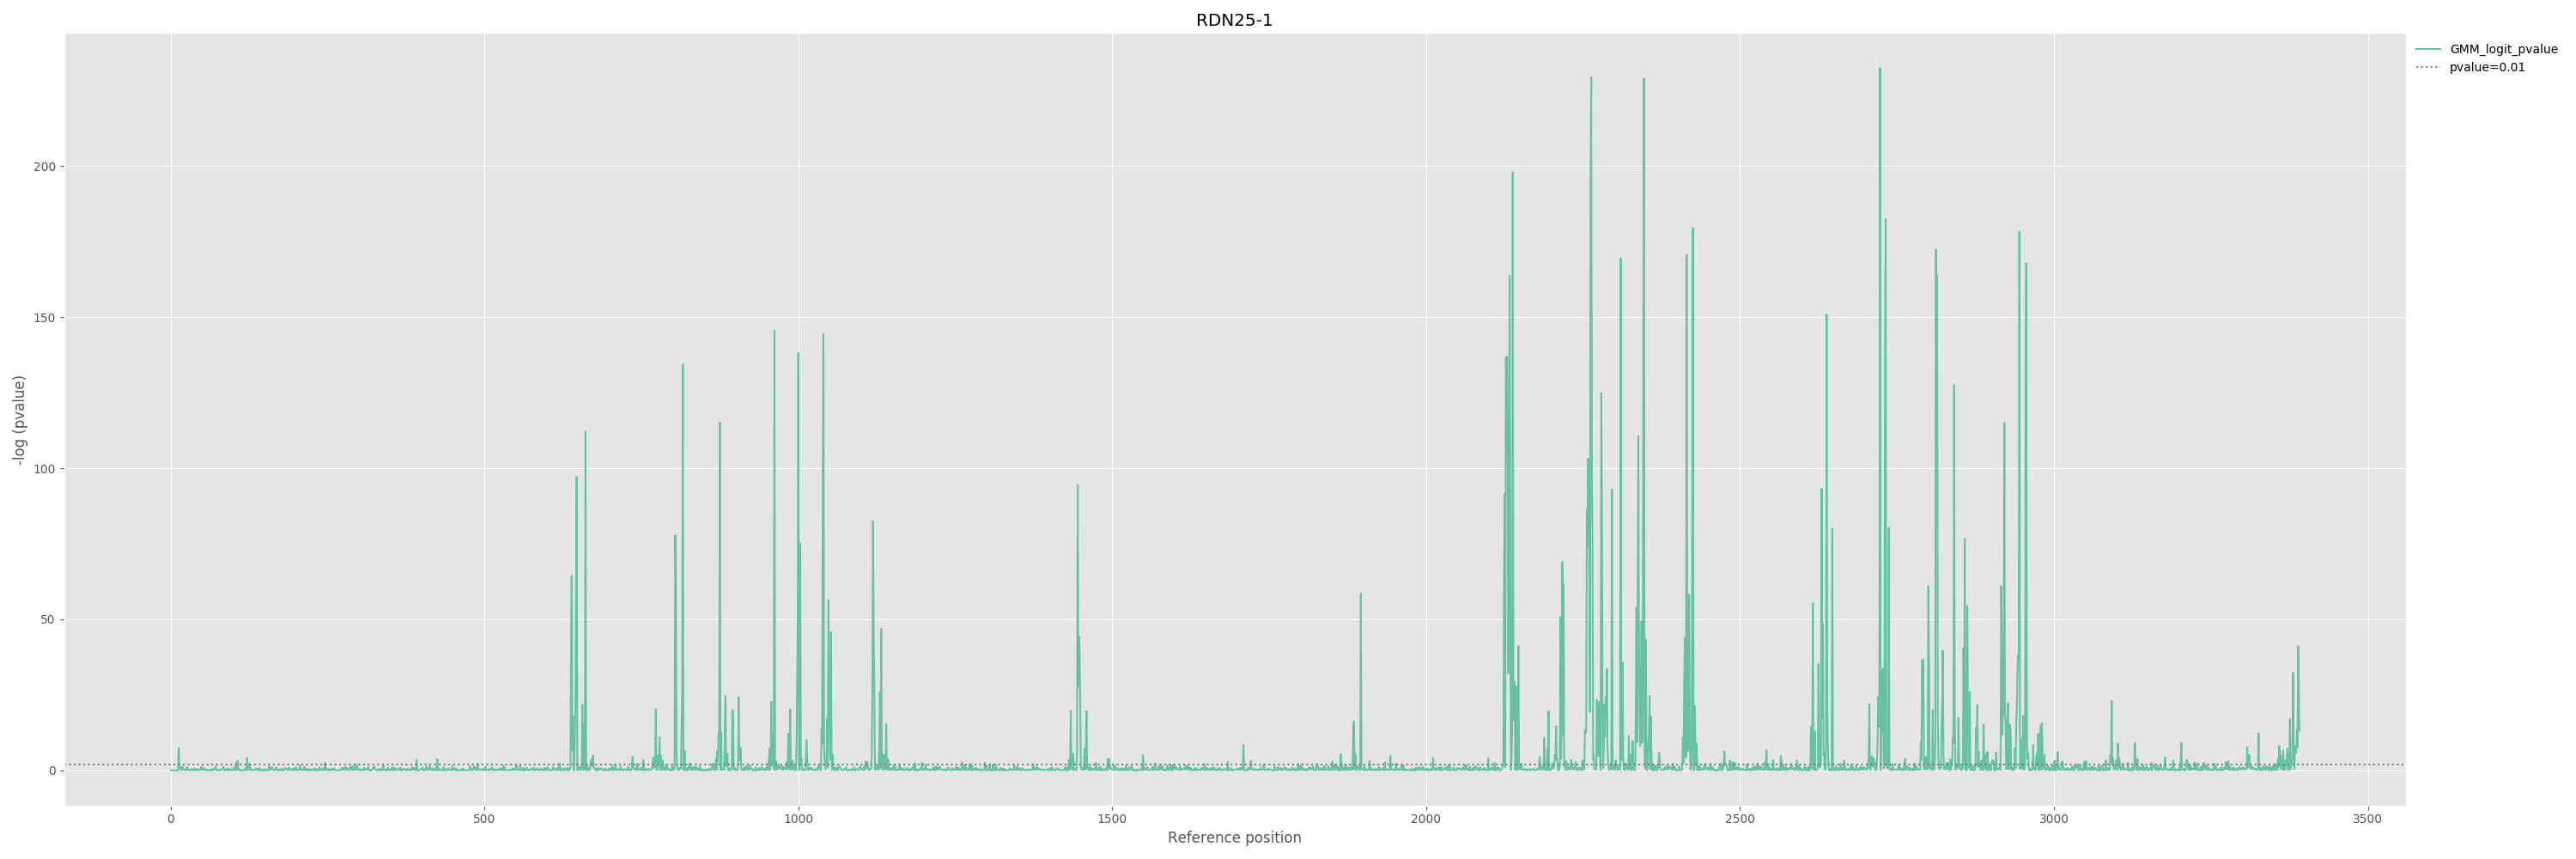 RDN25-1
GMM_logit_pvalue
pvalue=0.01
-log (pvalue)
200
150
100
50
0
0 500 1000 1500 2000 2500 3000 3500
Reference position